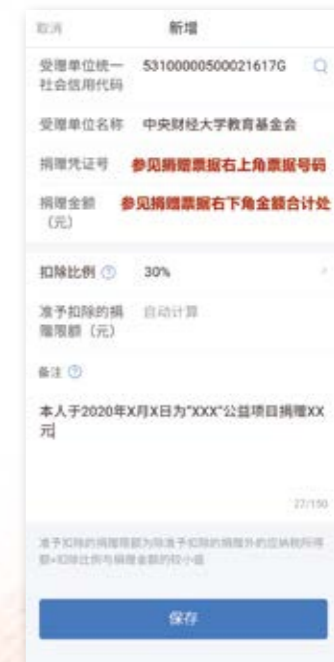 取消 新增
受赠单位统一 53100000500021617G
社会信用代码
受赠单位名称 中央财经大学教育基金会
捐赠凭证号 参见捐赠票据右上角票据号码
捐赠金额 参见捐赠票据右下角金额合计处
（元）
扣除比例 30%
准予扣除的捐 自动计算
赠限额（元）
备注
本人于2020年X月X日为"XXX"公益项目捐赠XX
元
27/150
准予扣除的捐赠限额为除准予扣除的捐赠外的应纳税所得
额×扣除比例与捐赠金额的较小值
保存